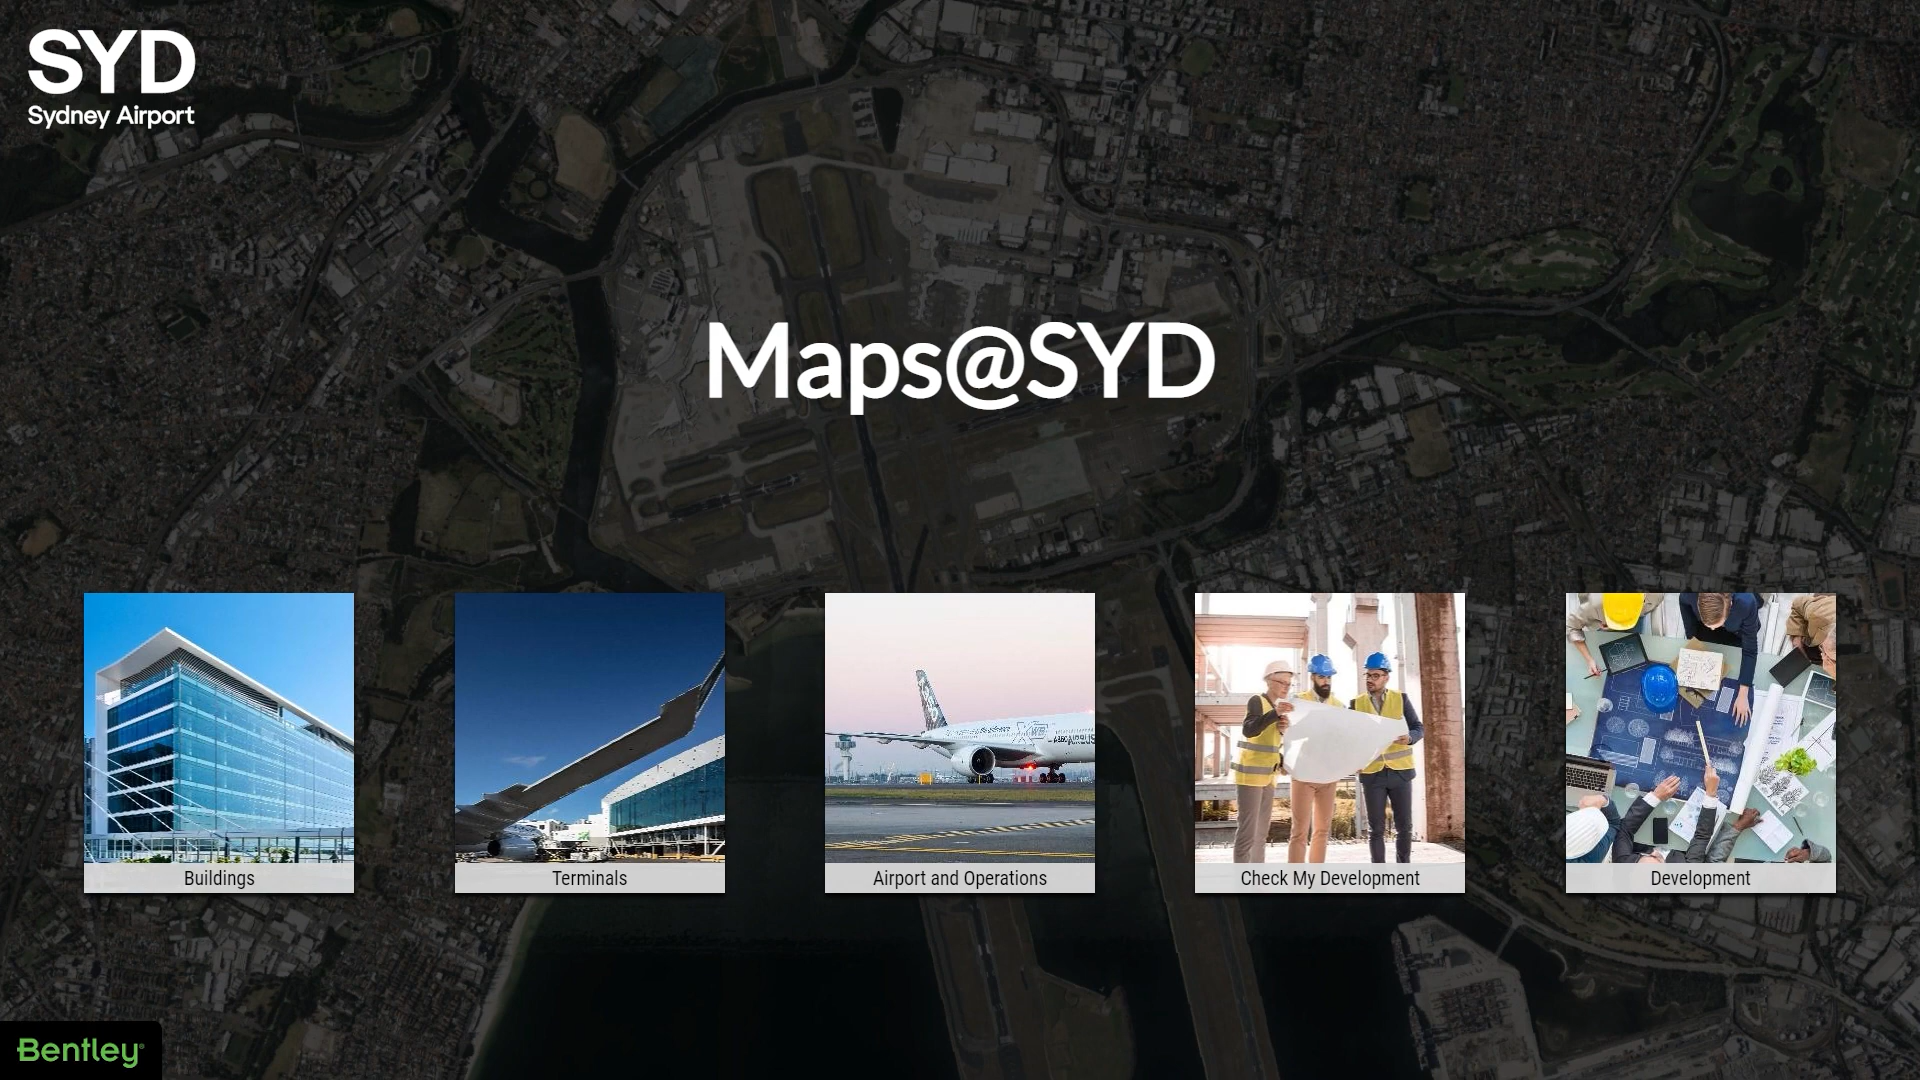 SYD
Sydney Airport
Maps@SYD
Buildings
Terminals
Airport and Operations
Check My Development
Development
Bentley